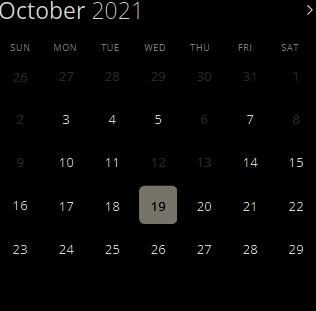 October 2021
SUN MON TUE WED THU FRI SAT
26 27 28 29 30 31 1
2 3 4 5 6 7 8
9 10 11 12 13 14 15
16 17 18 19 20 21 22
23 24 25 26 27 28 29